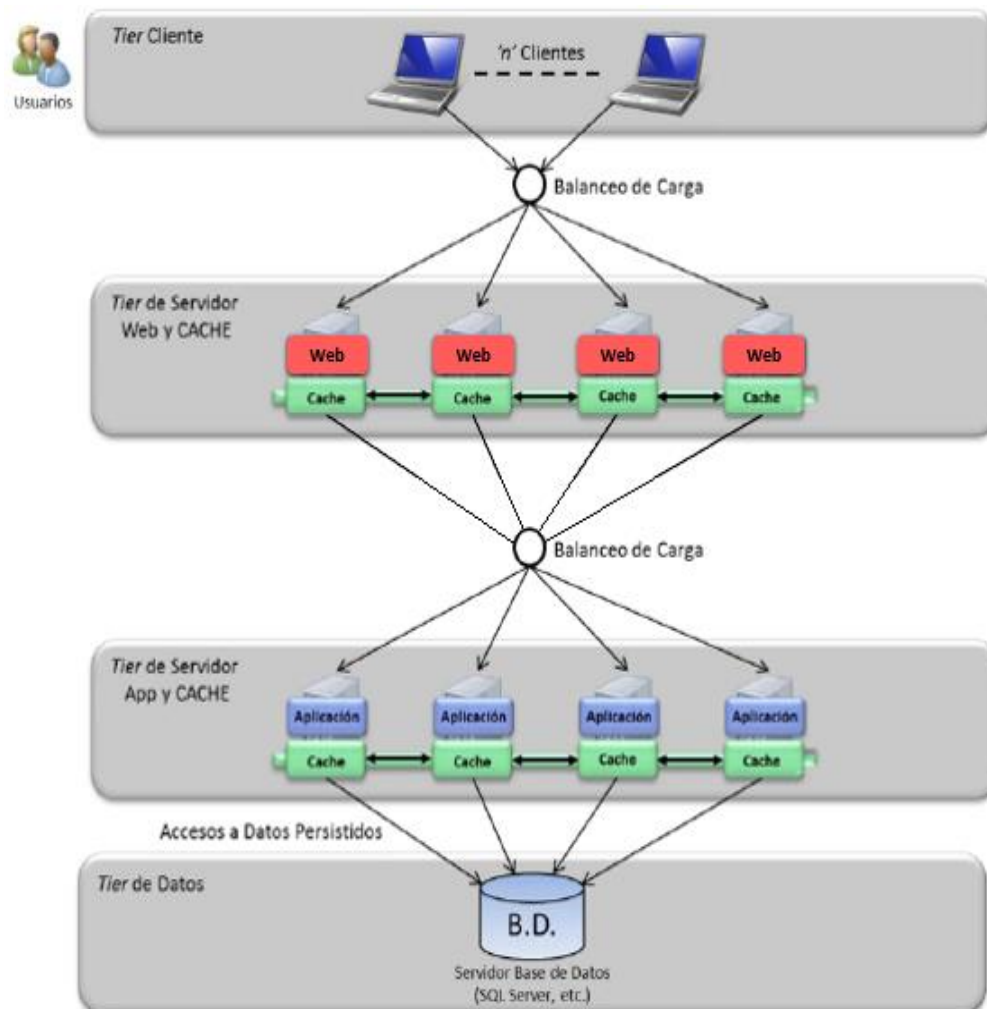 Tier Cliente
'n' Clientes
Usuarios
Balanceo de Carga
Tier de Servidor
Web y CACHE
Web
Web
Web
Web
Cache
Cache
Cache
Cache
Balanceo de Carga
Tier de Servidor
App y CACHE
Aplicación
Aplicación
Aplicación
Aplicación
Cache
Cache
Cache
Cache
Accesos a Datos Persistidos
Tier de Datos
B.D.
Servidor Base de Datos
(SQL Server, etc.)